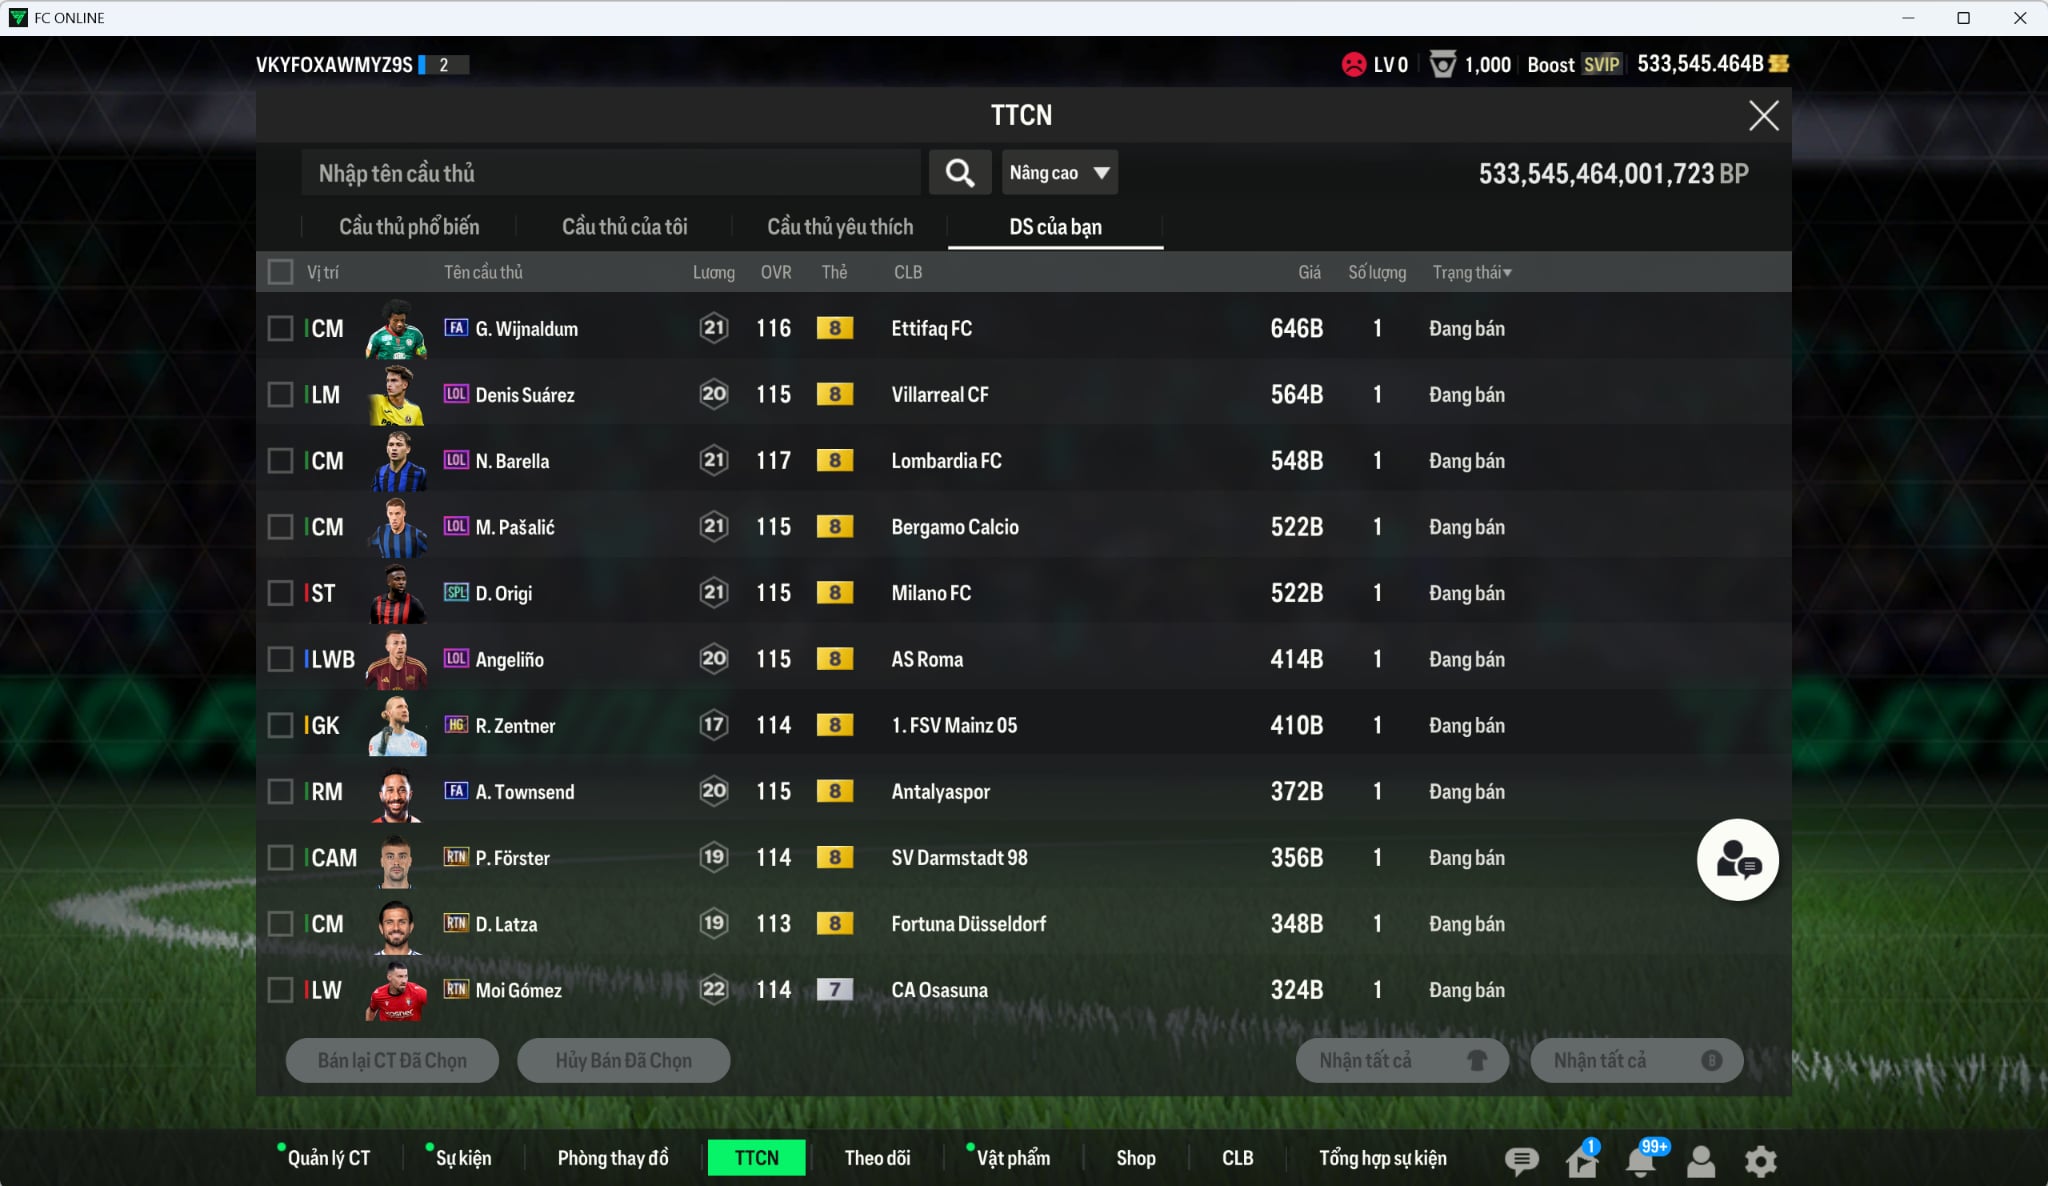 FC ONLINE
VKYFOXAWMYZ9S 2
LV 0 1,000 Boost SVIP 533,545.464B
TTCN
Nhập tên cầu thủ Nâng cao ▼ 533,545,464,001,723 BP
Cầu thủ phổ biến Cầu thủ của tôi Cầu thủ yêu thích DS của bạn
Vị trí Tên cầu thủ Lương OVR Thẻ CLB Giá Số lượng Trạng thái▾
CM FA G. Wijnaldum 21 116 8 Ettifaq FC 646B 1 Đang bán
LM LOL Denis Suárez 20 115 8 Villarreal CF 564B 1 Đang bán
CM LOL N. Barella 21 117 8 Lombardia FC 548B 1 Đang bán
CM LOL M. Pašalić 21 115 8 Bergamo Calcio 522B 1 Đang bán
ST SPL D. Origi 21 115 8 Milano FC 522B 1 Đang bán
LWB LOL Angeliño 20 115 8 AS Roma 414B 1 Đang bán
GK HG R. Zentner 17 114 8 1. FSV Mainz 05 410B 1 Đang bán
RM FA A. Townsend 20 115 8 Antalyaspor 372B 1 Đang bán
CAM RTN P. Förster 19 114 8 SV Darmstadt 98 356B 1 Đang bán
CM RTN D. Latza 19 113 8 Fortuna Düsseldorf 348B 1 Đang bán
LW RTN Moi Gómez 22 114 7 CA Osasuna 324B 1 Đang bán
Bán lại CT Đã Chọn Hủy Bán Đã Chọn Nhận tất cả Nhận tất cả B
Quản lý CT Sự kiện Phòng thay đồ TTCN Theo dõi Vật phẩm Shop CLB Tổng hợp sự kiện 1 99+